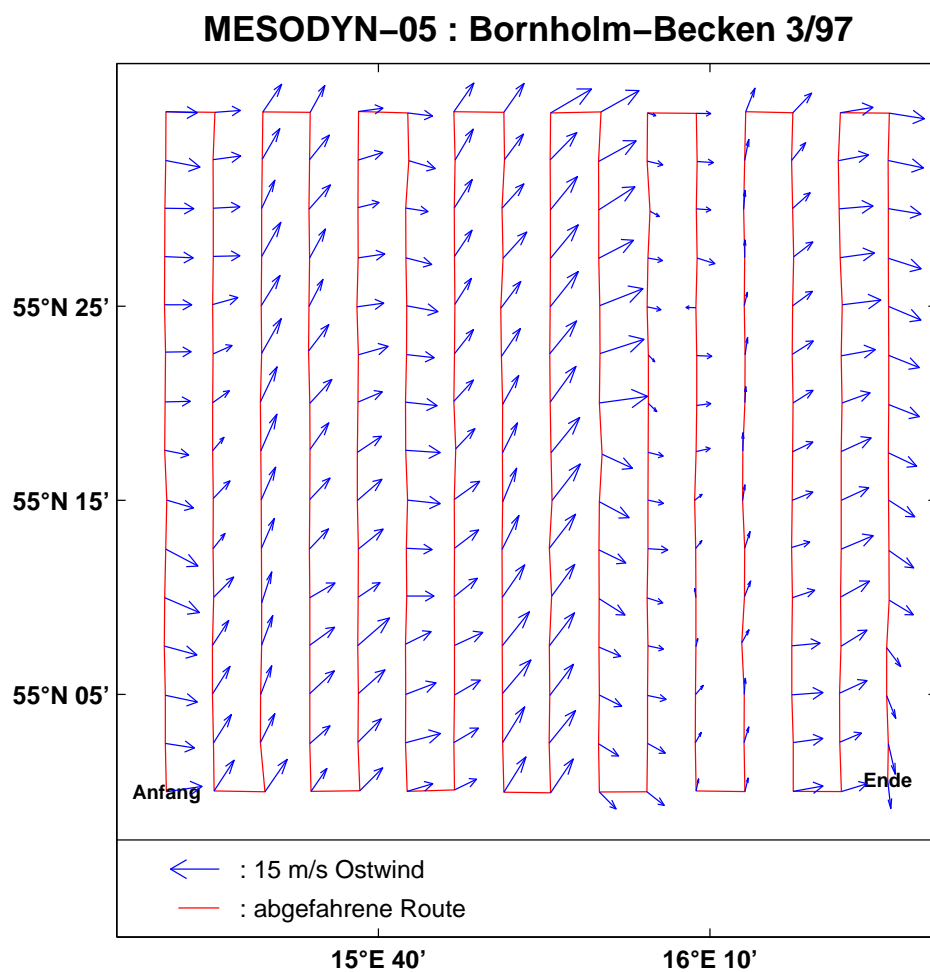 MESODYN−05 : Bornholm−Becken 3/97
55°N 25’
55°N 15’
55°N 05’
Anfang
Ende
: 15 m/s Ostwind
: abgefahrene Route
15°E 40’
16°E 10’